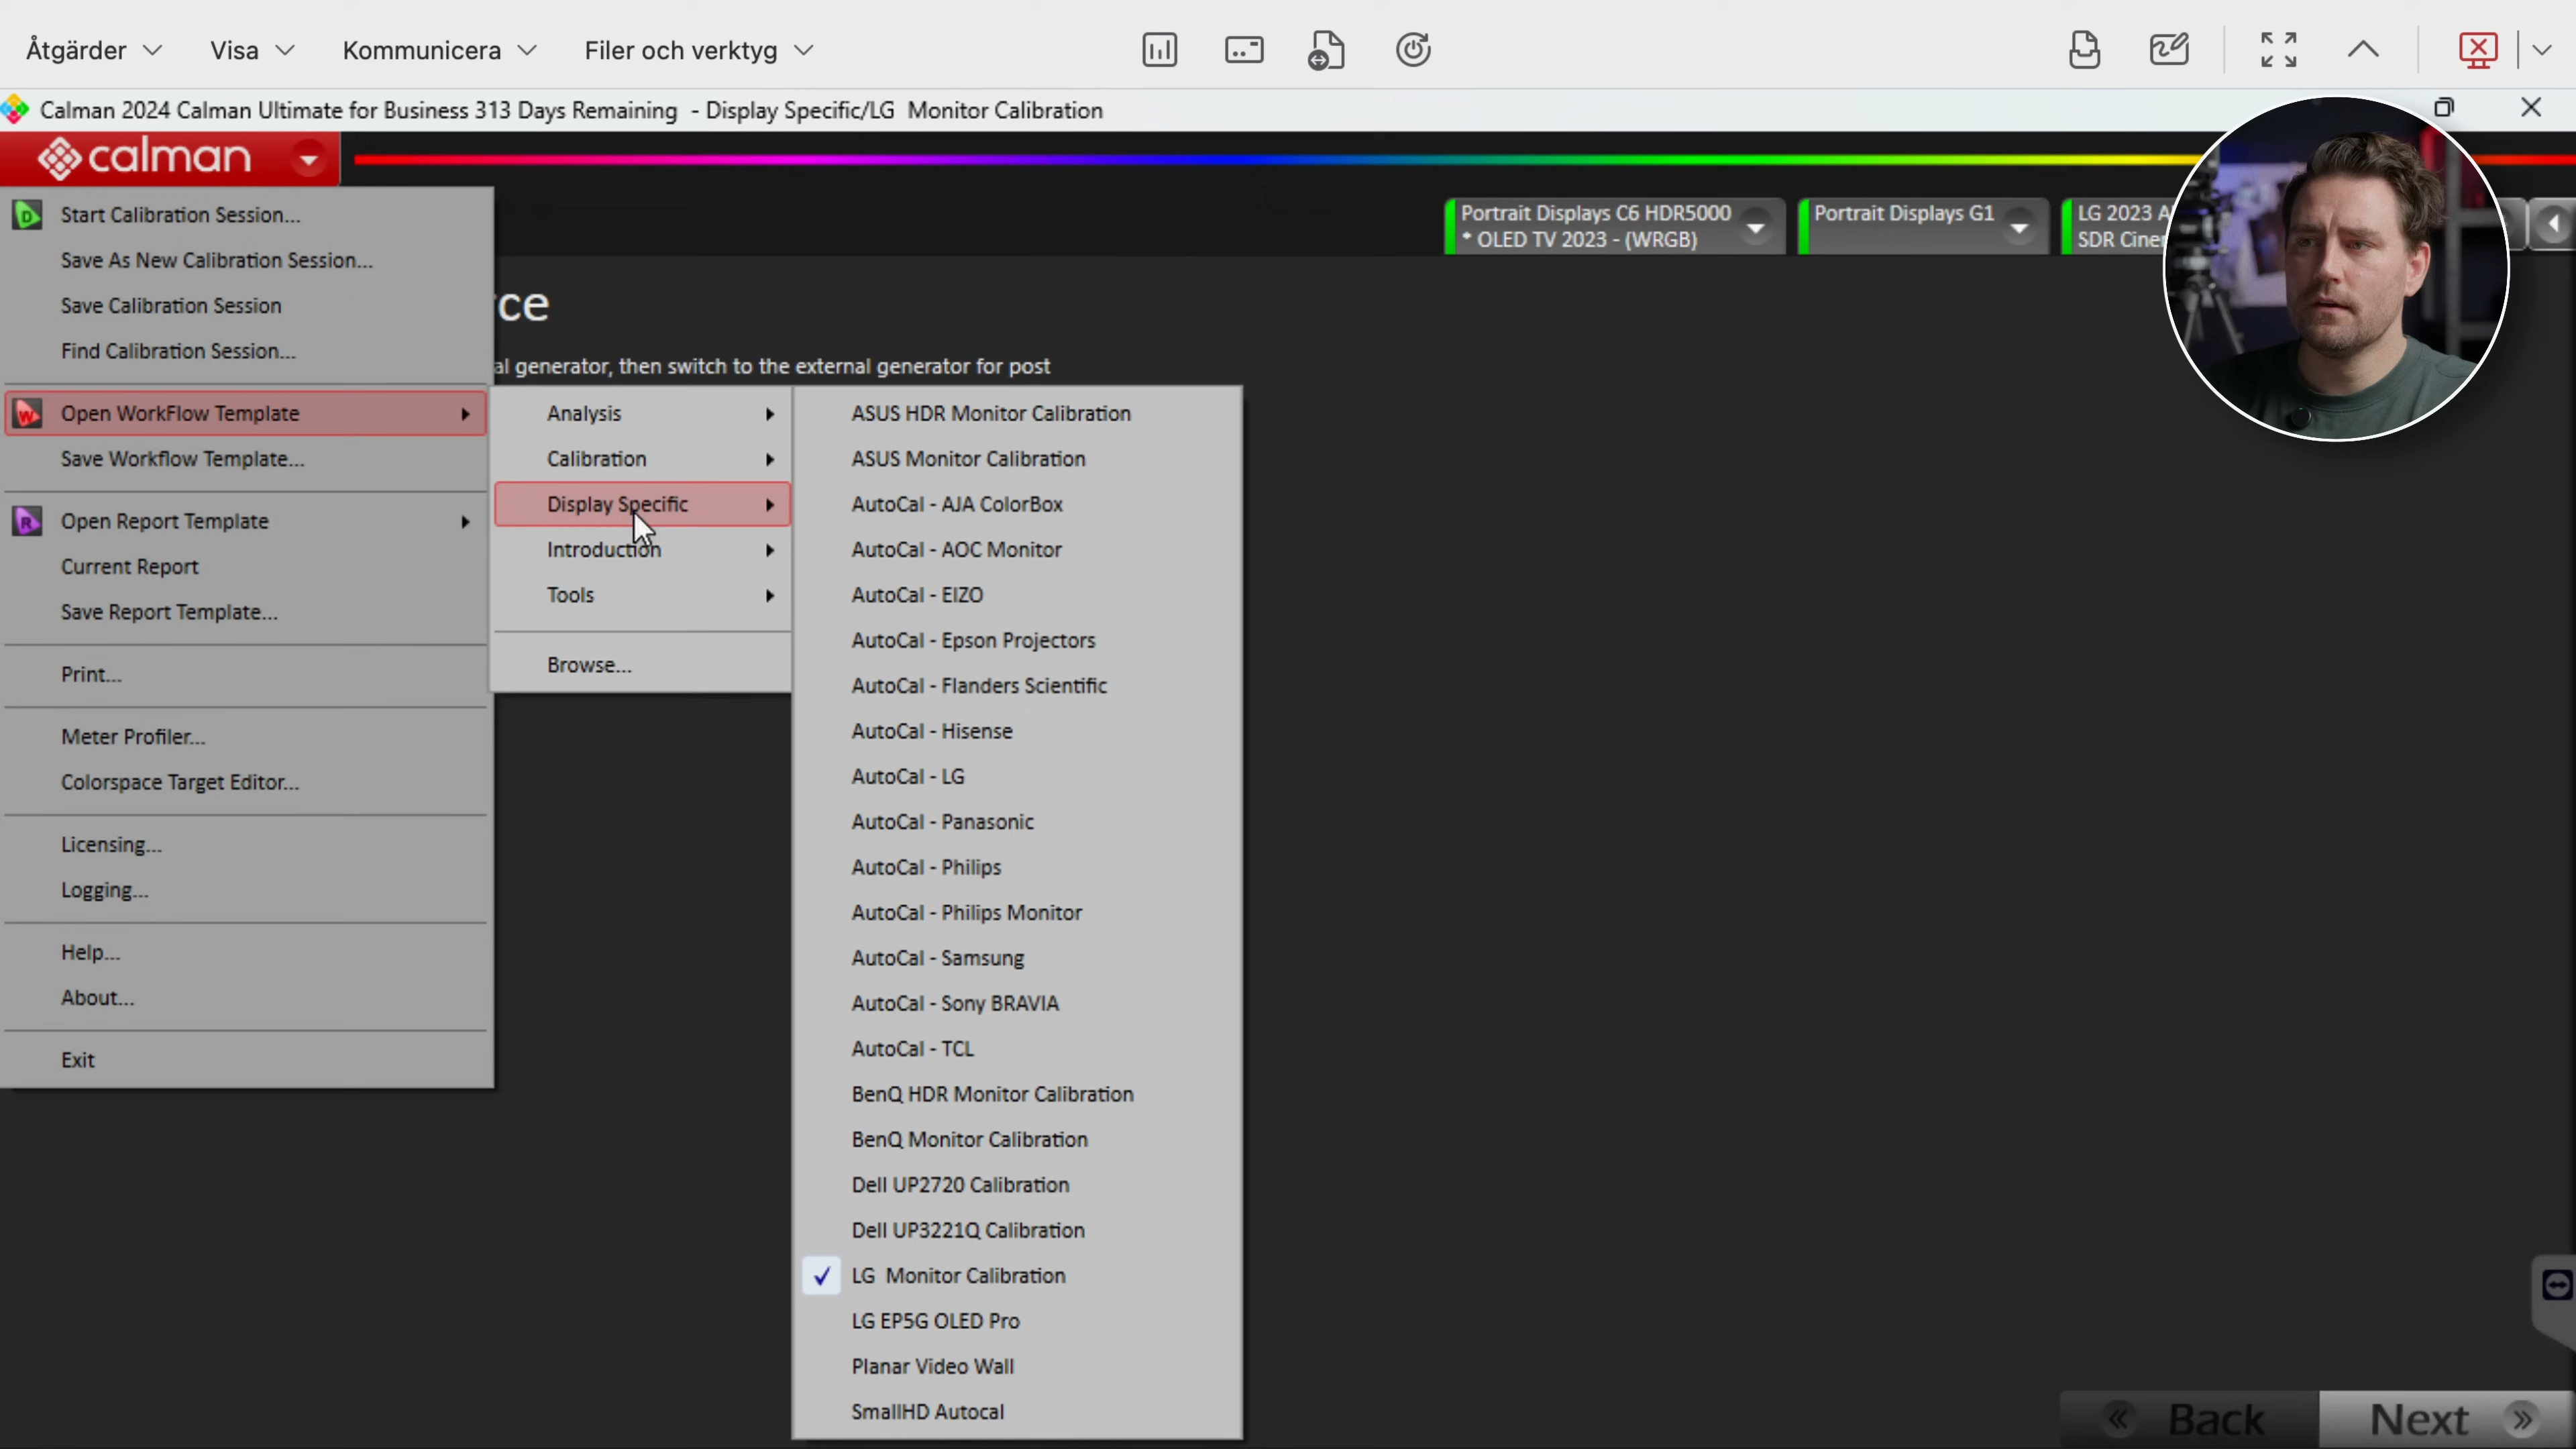 Åtgärder
Visa
Kommunicera
Filer och verktyg
Calman 2024 Calman Ultimate for Business 313 Days Remaining - Display Specific/LG Monitor Calibration
calman
Start Calibration Session...
Save As New Calibration Session...
Save Calibration Session
Find Calibration Session...
Open WorkFlow Template
Save Workflow Template...
Open Report Template
Current Report
Save Report Template...
Print...
Meter Profiler...
Colorspace Target Editor...
Licensing...
Logging...
Help...
About...
Exit
Portrait Displays C6 HDR5000
* OLED TV 2023 - (WRGB)
Portrait Displays G1
LG 2023 A
SDR Cine
rce
al generator, then switch to the external generator for post
Analysis
Calibration
Display Specific
Introduction
Tools
Browse...
ASUS HDR Monitor Calibration
ASUS Monitor Calibration
AutoCal - AJA ColorBox
AutoCal - AOC Monitor
AutoCal - EIZO
AutoCal - Epson Projectors
AutoCal - Flanders Scientific
AutoCal - Hisense
AutoCal - LG
AutoCal - Panasonic
AutoCal - Philips
AutoCal - Philips Monitor
AutoCal - Samsung
AutoCal - Sony BRAVIA
AutoCal - TCL
BenQ HDR Monitor Calibration
BenQ Monitor Calibration
Dell UP2720 Calibration
Dell UP3221Q Calibration
LG Monitor Calibration
LG EP5G OLED Pro
Planar Video Wall
SmallHD Autocal
Back
Next